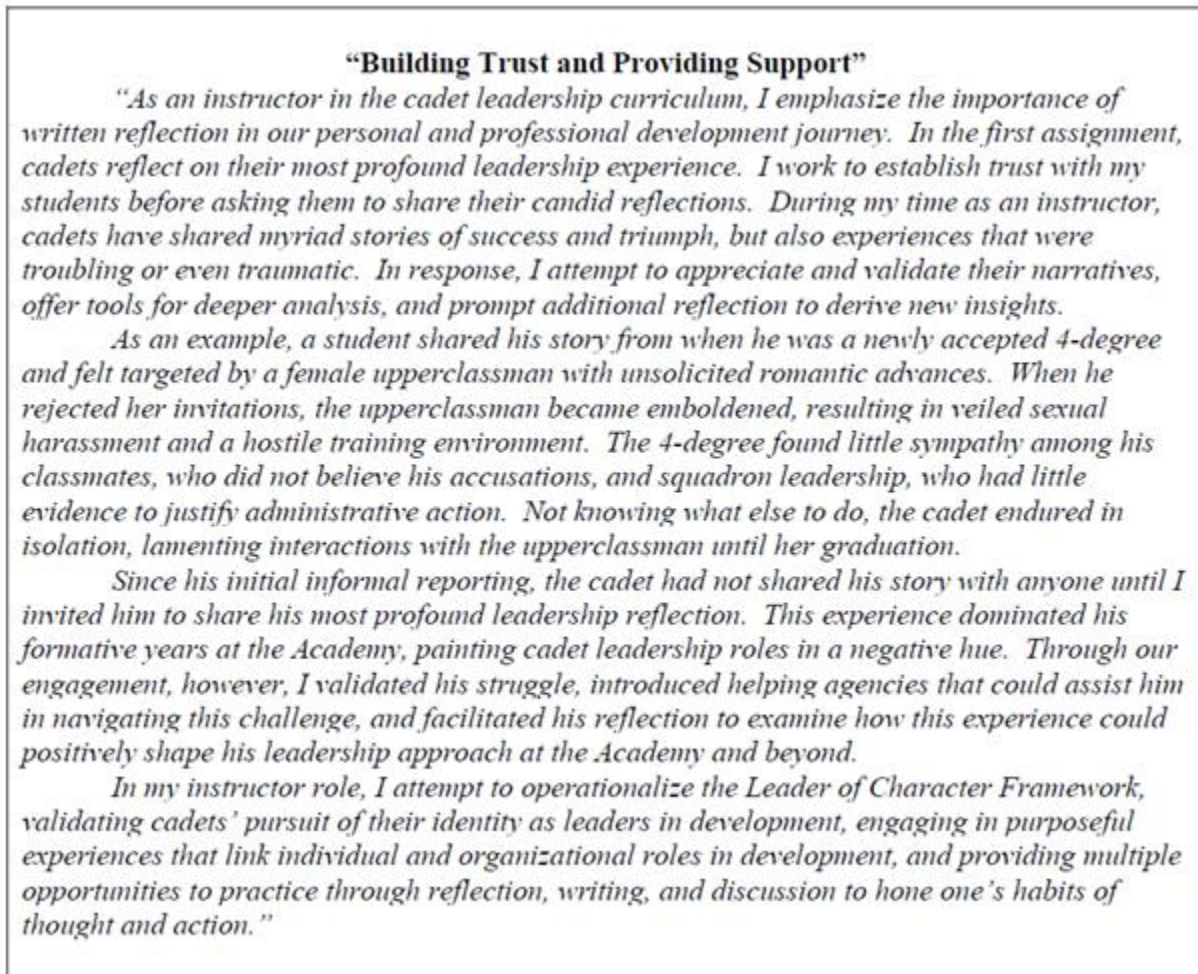 “Building Trust and Providing Support”
“As an instructor in the cadet leadership curriculum, I emphasize the importance of
written reflection in our personal and professional development journey. In the first assignment,
cadets reflect on their most profound leadership experience. I work to establish trust with my
students before asking them to share their candid reflections. During my time as an instructor,
cadets have shared myriad stories of success and triumph, but also experiences that were
troubling or even traumatic. In response, I attempt to appreciate and validate their narratives,
offer tools for deeper analysis, and prompt additional reflection to derive new insights.
As an example, a student shared his story from when he was a newly accepted 4-degree
and felt targeted by a female upperclassman with unsolicited romantic advances. When he
rejected her invitations, the upperclassman became emboldened, resulting in veiled sexual
harassment and a hostile training environment. The 4-degree found little sympathy among his
classmates, who did not believe his accusations, and squadron leadership, who had little
evidence to justify administrative action. Not knowing what else to do, the cadet endured in
isolation, lamenting interactions with the upperclassman until her graduation.
Since his initial informal reporting, the cadet had not shared his story with anyone until I
invited him to share his most profound leadership reflection. This experience dominated his
formative years at the Academy, painting cadet leadership roles in a negative hue. Through our
engagement, however, I validated his struggle, introduced helping agencies that could assist him
in navigating this challenge, and facilitated his reflection to examine how this experience could
positively shape his leadership approach at the Academy and beyond.
In my instructor role, I attempt to operationalize the Leader of Character Framework,
validating cadets’ pursuit of their identity as leaders in development, engaging in purposeful
experiences that link individual and organizational roles in development, and providing multiple
opportunities to practice through reflection, writing, and discussion to hone one’s habits of
thought and action.”